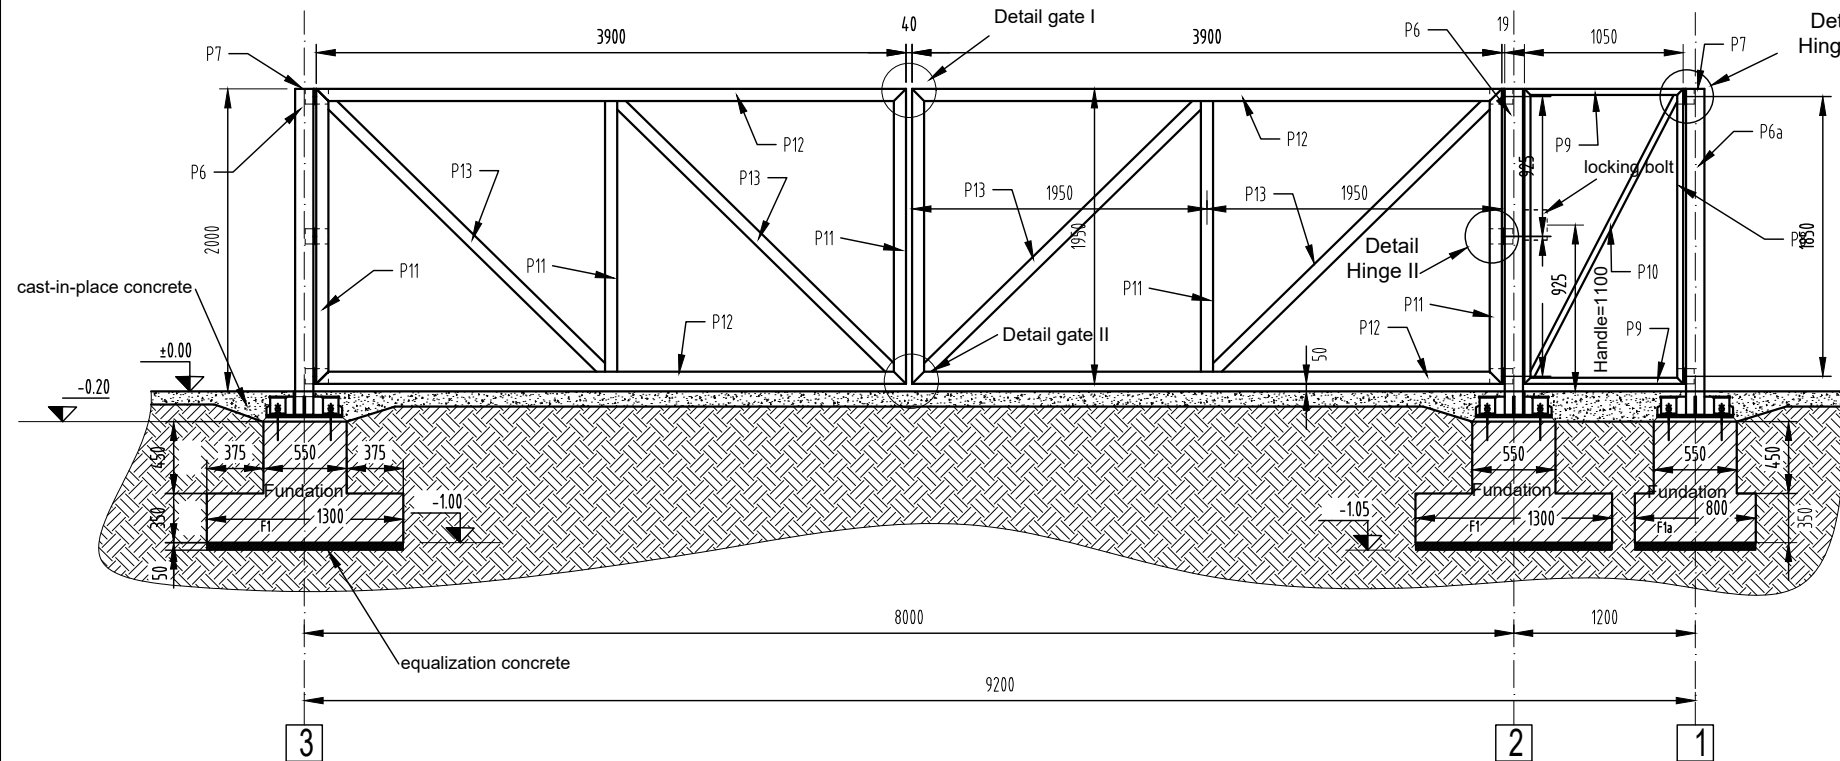 Detail gate I
Det
Hing
40
19
P7
3900
3900
P6
1050
P7
P12
P12
P9
P6a
P6
P13
P13
P13
1950
1950
P13
925
locking bolt
2000
1950
P11
P11
P11
P11
Detail
Hinge II
P11
925
Handle=1100
P10
1850
cast-in-place concrete
P12
Detail gate II
P12
P9
50
±0.00
-0.20
450
375
550
375
550
550
450
Fundation
Fundation
Fundation
350
F1
1300
-1.00
-1.05
F1
1300
F1a
800
350
50
8000
1200
equalization concrete
9200
3
2
1